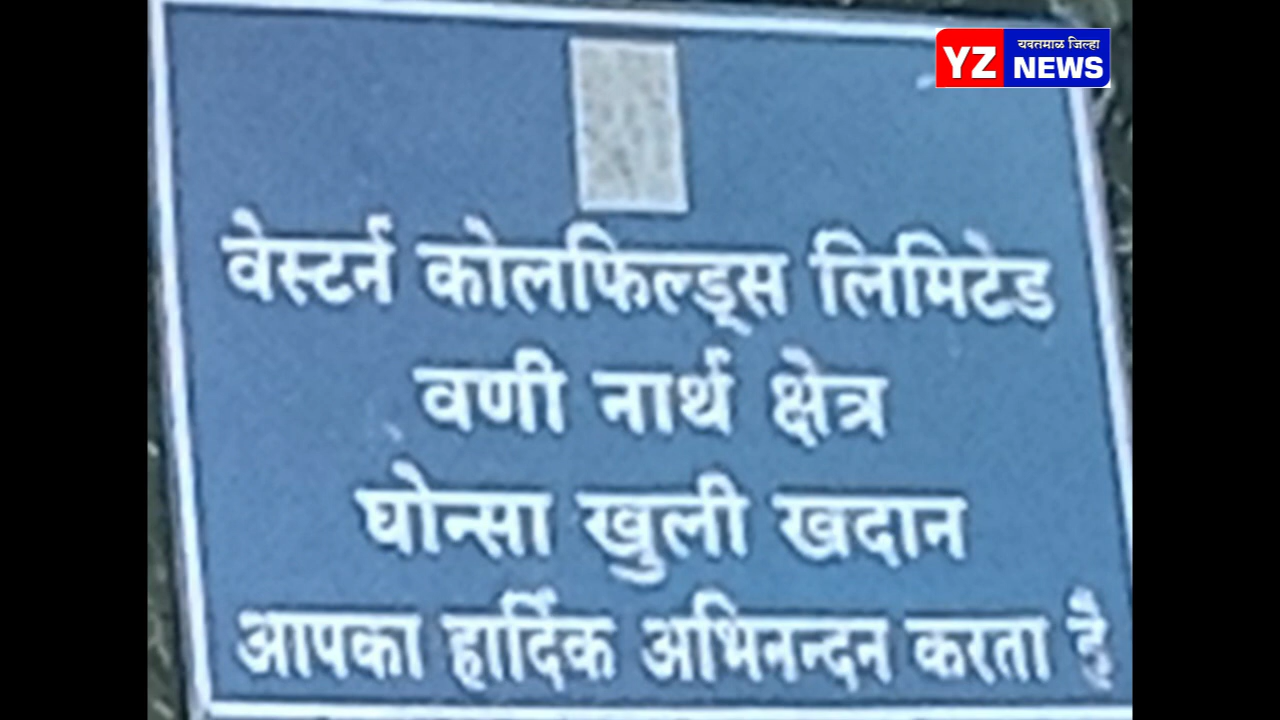 YZ यवतमाळ जिल्हा NEWS
वेस्टर्न कोलफिल्ड्स लिमिटेड
वणी नार्थ क्षेत्र
घोन्सा खुली खदान
आपका हार्दिक अभिनन्दन करता है